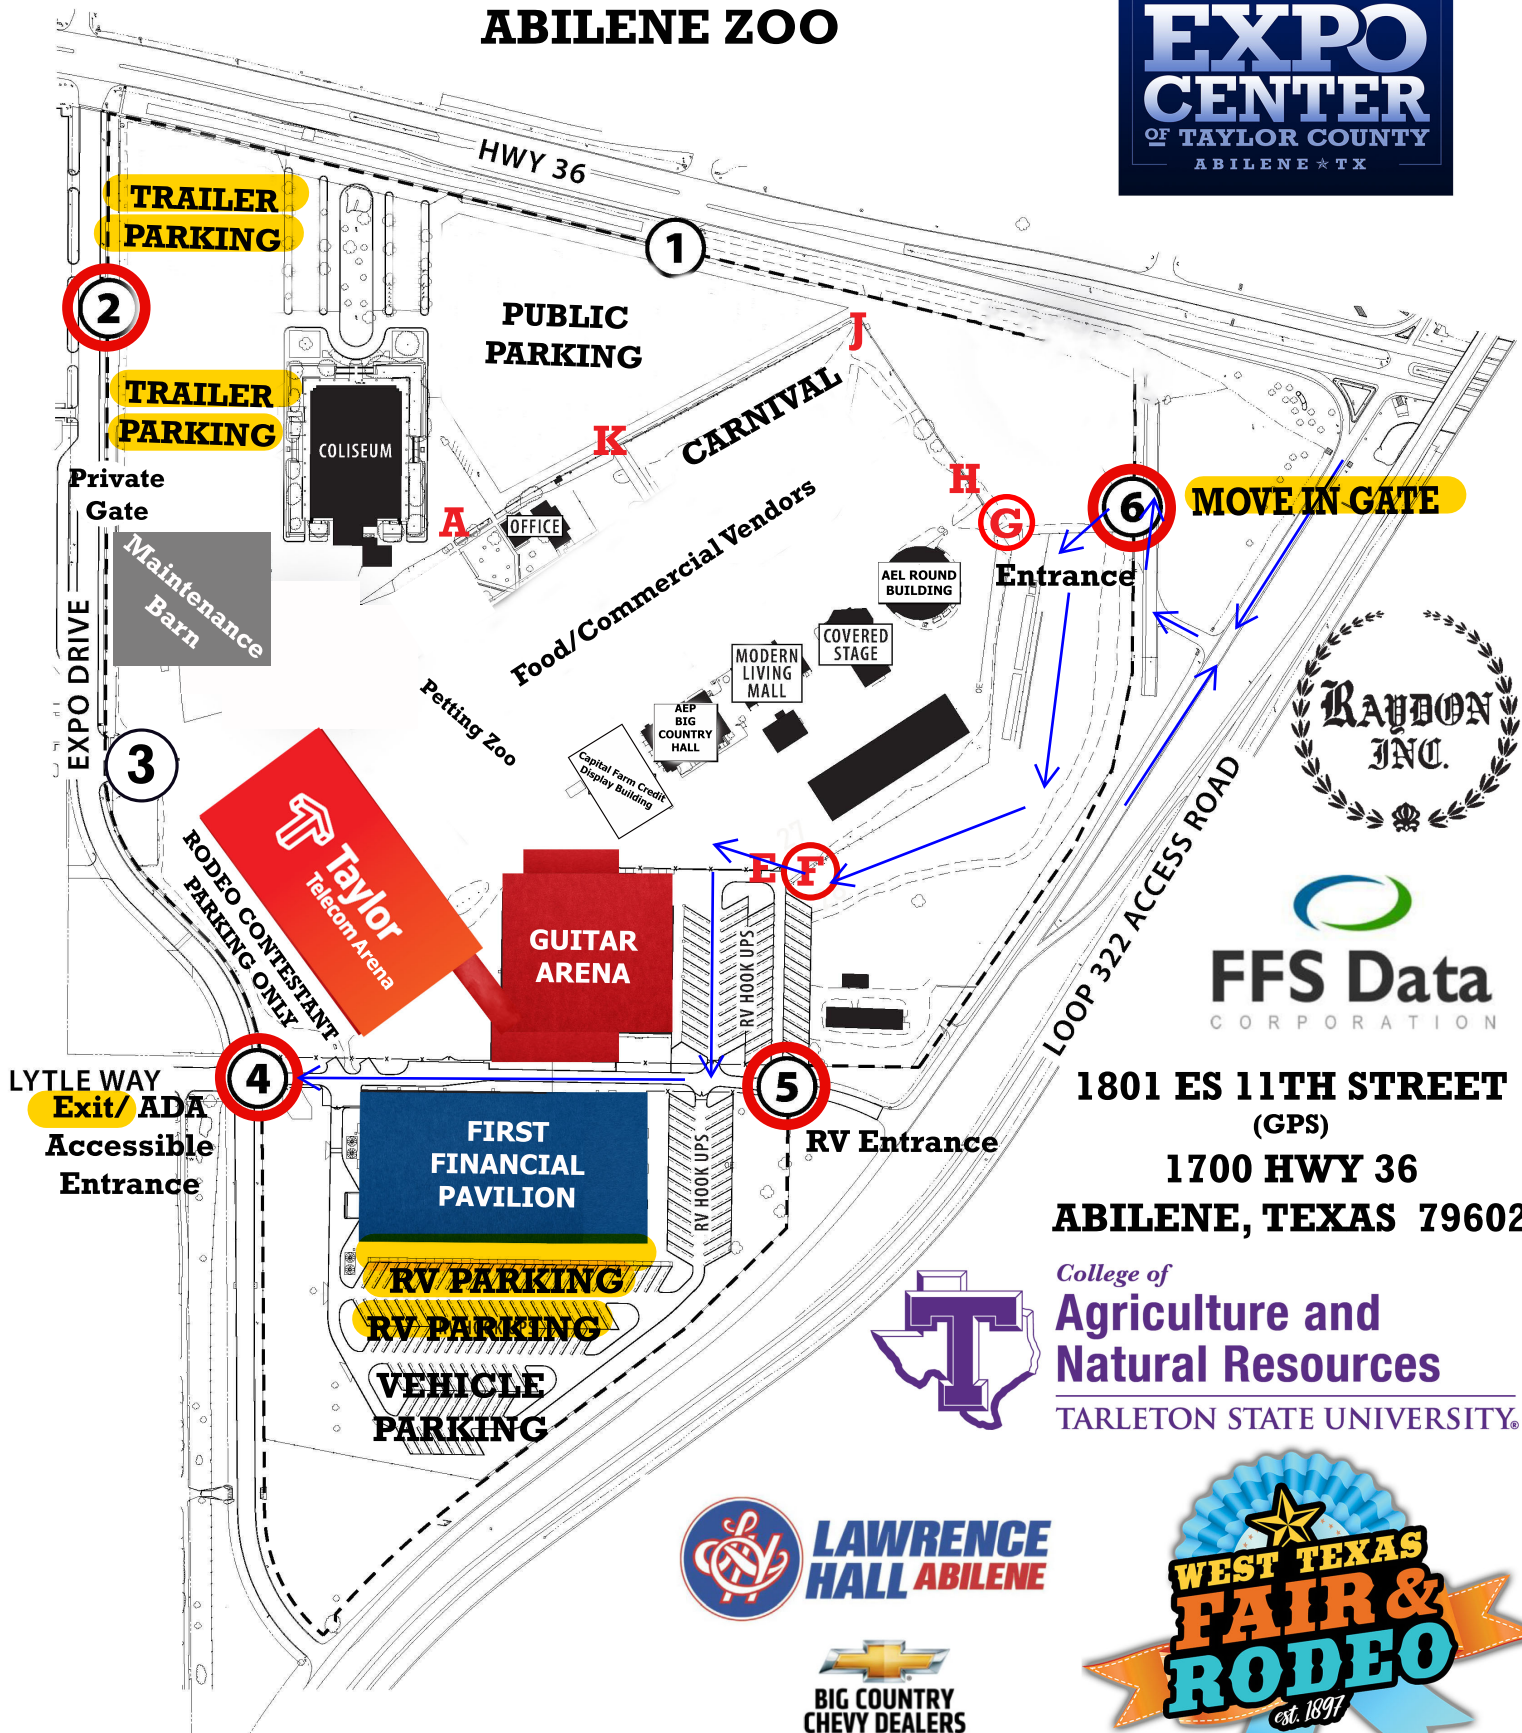 ABILENE ZOO
EXPO
CENTER
OF TAYLOR COUNTY
ABILENE★TX
HWY 36
TRAILER
PARKING
1
2
PUBLIC
PARKING
J
TRAILER
PARKING
CARNIVAL
K
COLISEUM
Private
Gate
H
6
MOVE IN GATE
A
OFFICE
G
Food/Commercial Vendors
Entrance
Maintenance
Barn
AEL ROUND
BUILDING
EXPO DRIVE
COVERED
STAGE
MODERN
LIVING
MALL
Petting Zoo
AEP
BIG
COUNTRY
HALL
RAYDON
INC.
3
Capital Farm Credit
Display Building
Taylor
Telecom Arena
RODEO CONTESTANT
PARKING ONLY
E
F
LOOP 322 ACCESS ROAD
GUITAR
ARENA
RV HOOK UPS
FFS Data
CORPORATION
LYTLE WAY
4
5
Exit/ ADA
Accessible
Entrance
RV Entrance
1801 ES 11TH STREET
(GPS)
1700 HWY 36
ABILENE, TEXAS 79602
FIRST
FINANCIAL
PAVILION
RV HOOK UPS
RV PARKING
RV PARKING
VEHICLE
PARKING
College of
Agriculture and
Natural Resources
TARLETON STATE UNIVERSITY®
LAWRENCE
HALL ABILENE
WEST TEXAS
FAIR &
RODEO
est. 1897
BIG COUNTRY
CHEVY DEALERS